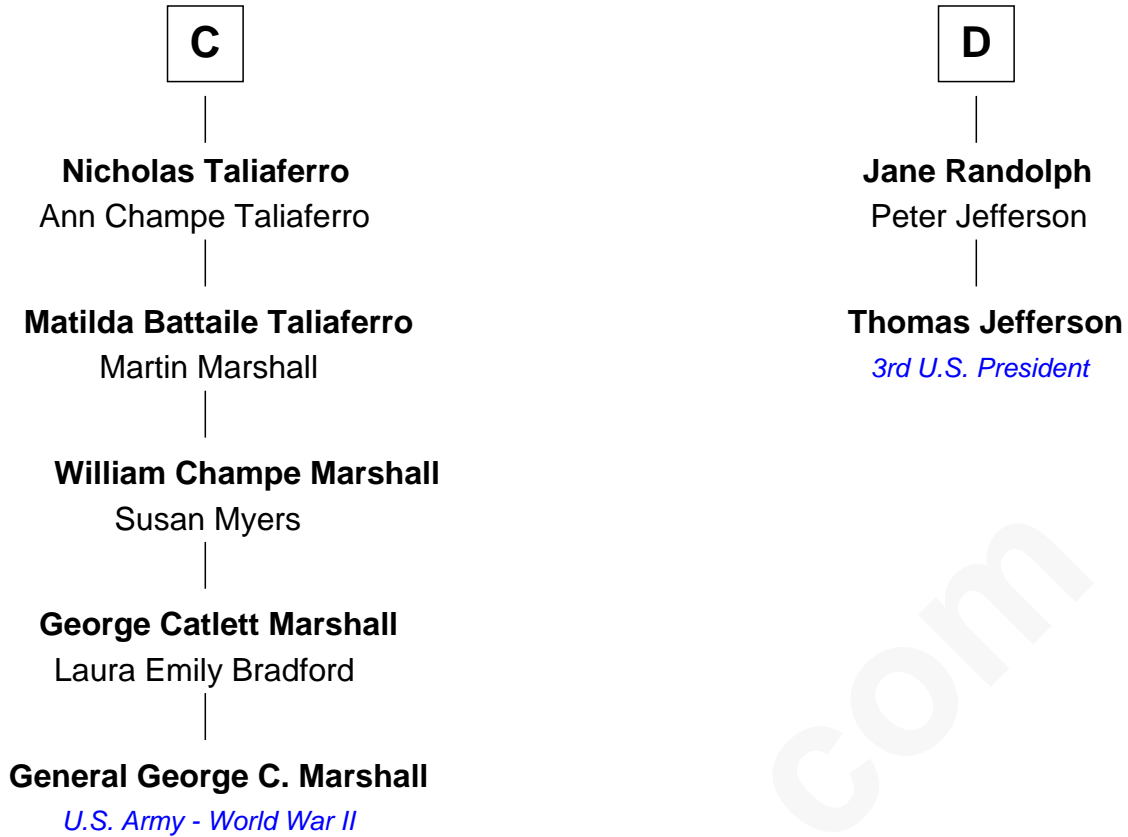 C
Nicholas Taliaferro
Ann Champe Taliaferro
Matilda Battaile Taliaferro
Martin Marshall
William Champe Marshall
Susan Myers
George Catlett Marshall
Laura Emily Bradford
General George C. Marshall
U.S. Army - World War II
D
Jane Randolph
Peter Jefferson
Thomas Jefferson
3rd U.S. President
com